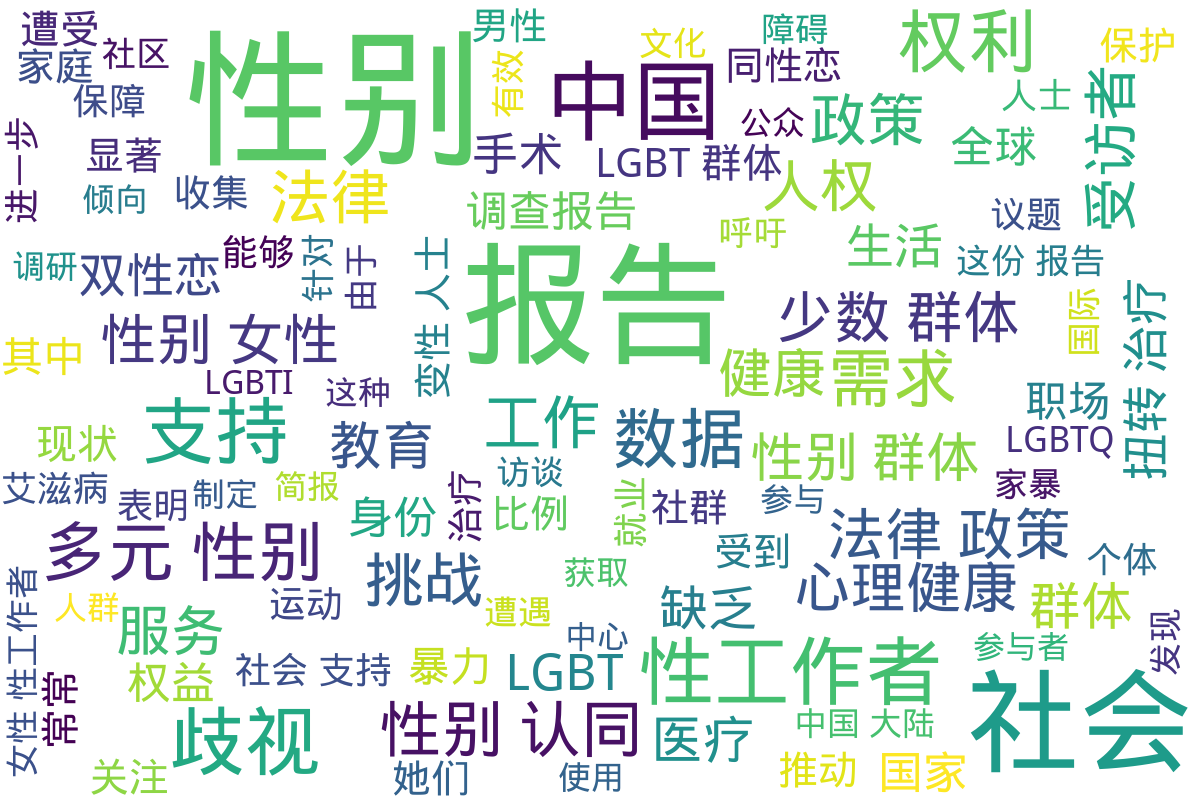 遭受
男性
障碍
权利
家庭
社区
性别
文化
同性恋
保护
保障
有效
中国
人士
受访者
进一步
显著
手术
LGBT 群体
公众
政策
全球
倾向
收集
法律
调查报告
人权
议题
调研
双性恋
能够
针对
由于
变性 人士
呼吁
生活
这份 报告
报告
性别 女性
少数 群体
国际
扭转 治疗
其中
LGBTI
这种
健康
需求
支持
工作
数据
职场
LGBTQ
现状
教育
性别 群体
艾滋病
表明
制定
简报
访谈
治疗
家暴
身份
比例
就业
社群
参与
多元 性别
法律 政策
挑战
受到
个体
女性 性工作者
人群
运动
获取
心理健康
群体
服务
遭遇
缺乏
中心
参与者
发现
常常
权益
社会 支持
暴力
LGBT
性工作者
社会
歧视
性别 认同
医疗
中国 大陆
关注
她们
使用
推动
国家